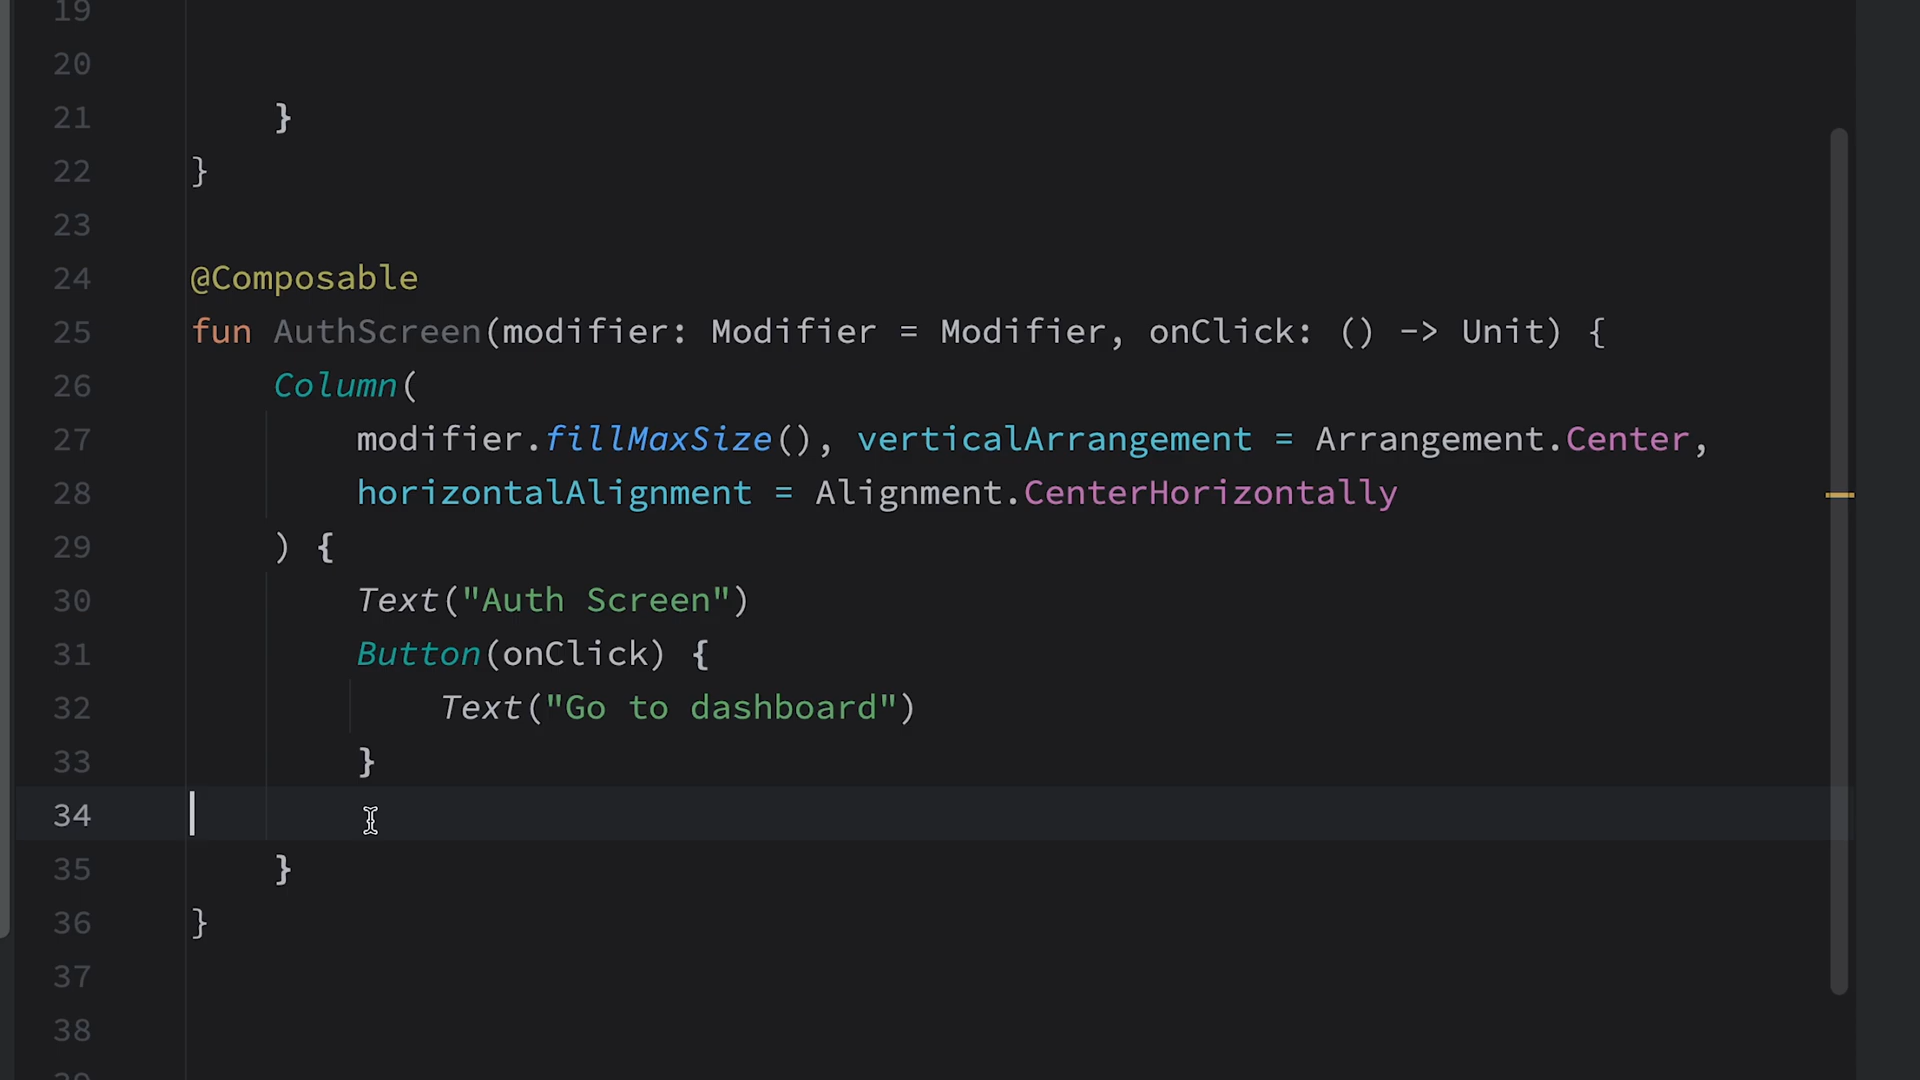 19
20
21 }
22 }
23
24 @Composable
25 fun AuthScreen(modifier: Modifier = Modifier, onClick: () -> Unit) {
26 Column(
27 modifier.fillMaxSize(), verticalArrangement = Arrangement.Center,
28 horizontalAlignment = Alignment.CenterHorizontally
29 ) {
30 Text("Auth Screen")
31 Button(onClick) {
32 Text("Go to dashboard")
33 }
34
35 }
36 }
37
38
39